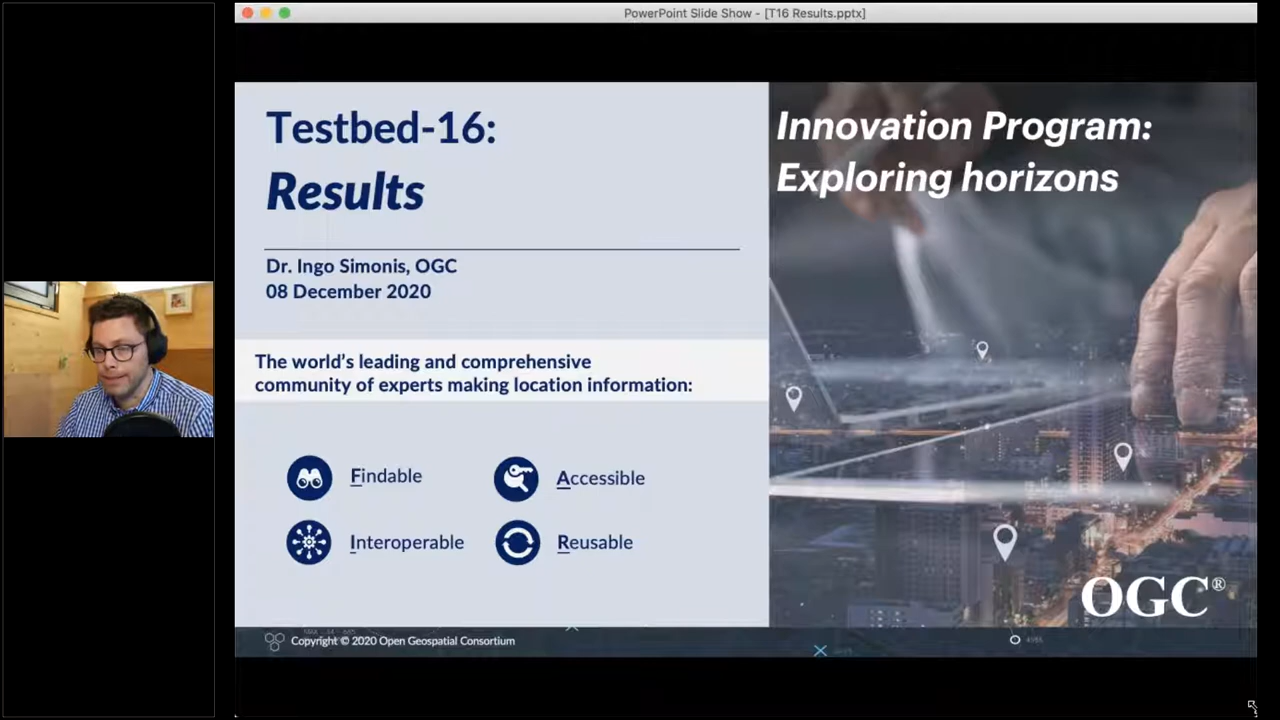 PowerPoint Slide Show - [T16 Results.pptx]
Testbed-16:
Results
Dr. Ingo Simonis, OGC
08 December 2020
The world's leading and comprehensive
community of experts making location information:
Findable
Accessible
Interoperable
Reusable
Innovation Program:
Exploring horizons
OGC®
Copyright © 2020 Open Geospatial Consortium